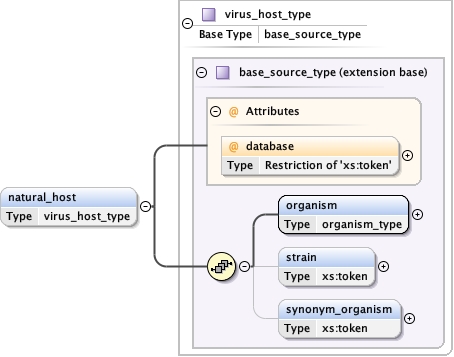 virus_host_type
Base Type base_source_type
base_source_type (extension base)
@ Attributes
@ database
Type Restriction of 'xs:token'
natural_host
Type virus_host_type
organism
Type organism_type
strain
Type xs:token
synonym_organism
Type xs:token